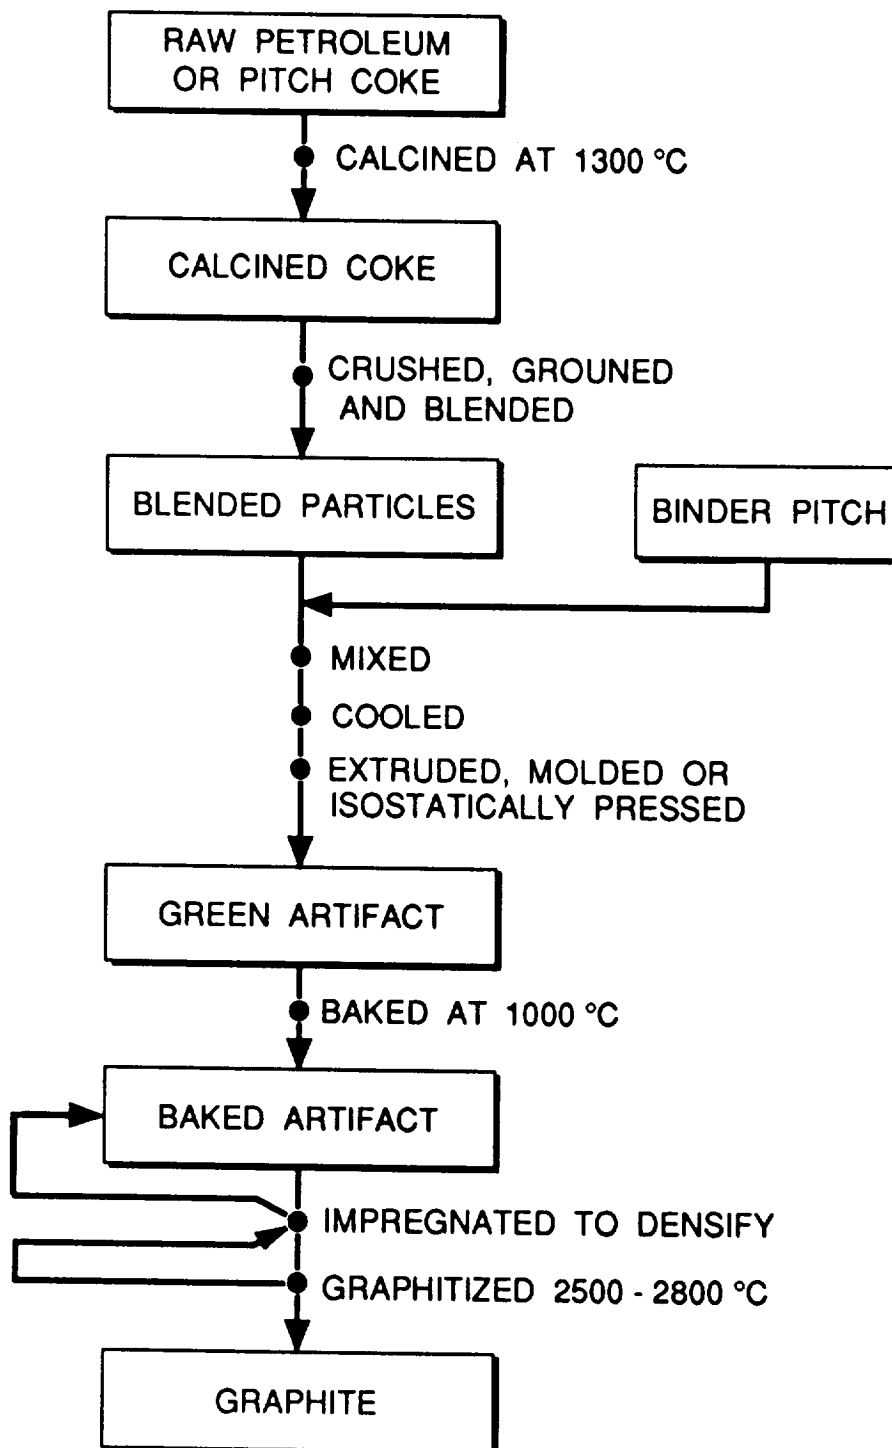 RAW PETROLEUM
OR PITCH COKE
CALCINED AT 1300 °C
CALCINED COKE
CRUSHED, GROUNED
AND BLENDED
BLENDED PARTICLES
BINDER PITCH
MIXED
COOLED
EXTRUDED, MOLDED OR
ISOSTATICALLY PRESSED
GREEN ARTIFACT
BAKED AT 1000 °C
BAKED ARTIFACT
IMPREGNATED TO DENSIFY
GRAPHITIZED 2500 - 2800 °C
GRAPHITE